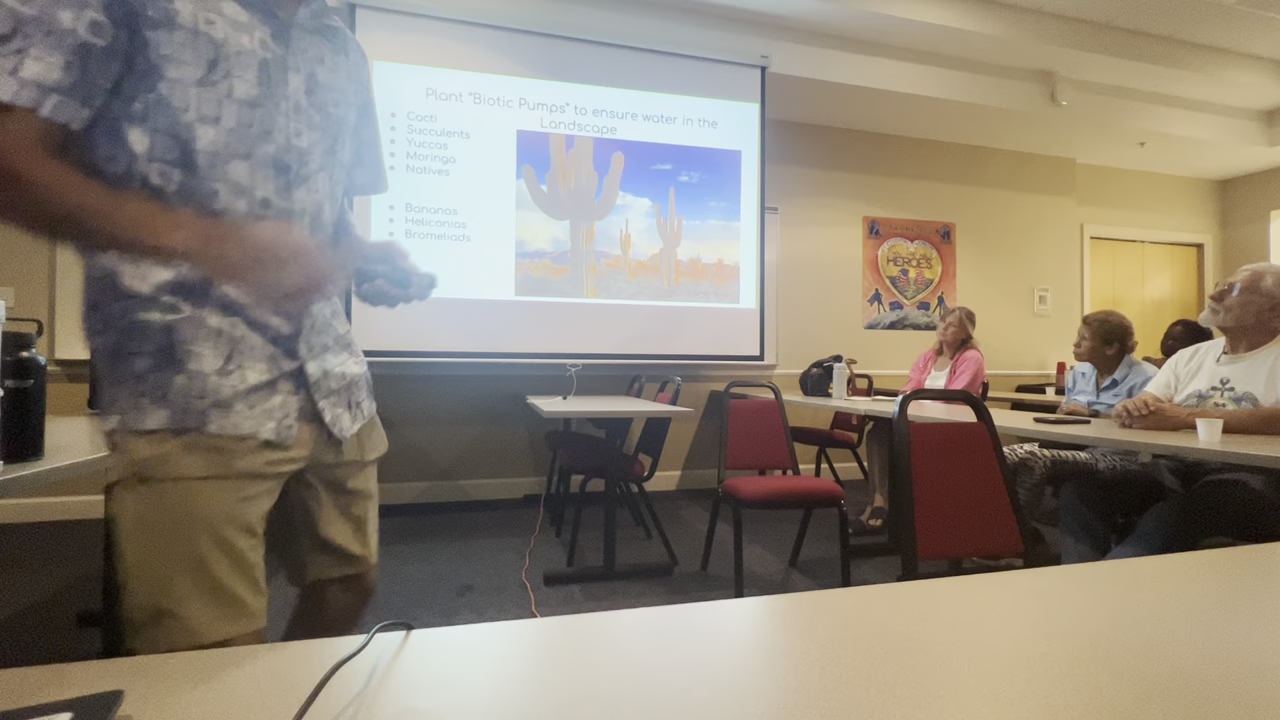 Plant "Biotic Pumps" to ensure water in the
Landscape
• Cacti
• Succulents
• Yuccas
• Moringa
• Natives
• Bananas
• Heliconias
• Bromeliads
HEROES